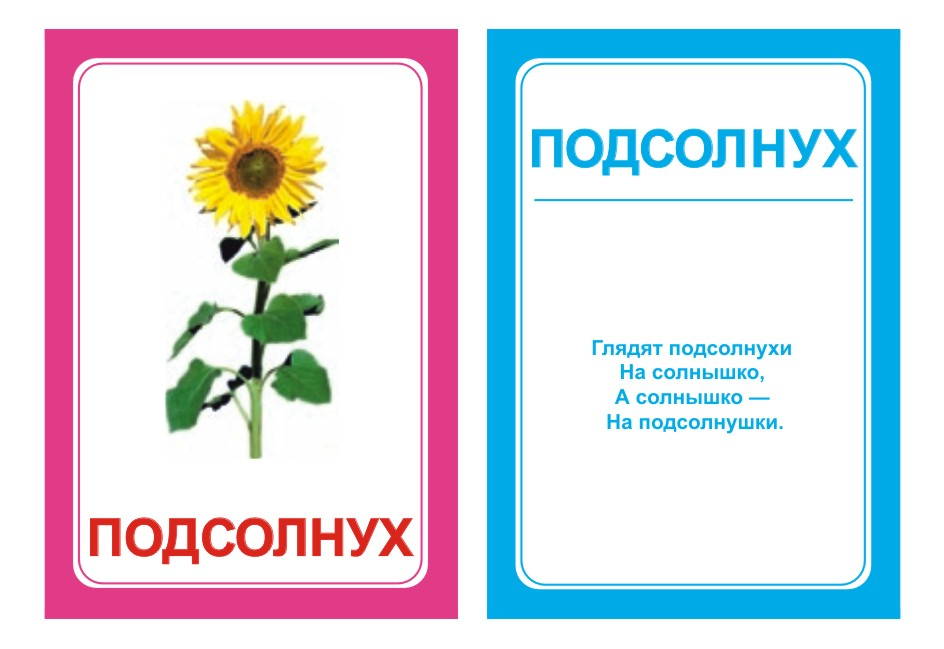 ПОДСОЛНУХ
ПОДСОЛНУХ
Глядят подсолнухи
На солнышко,
А солнышко —
На подсолнушки.